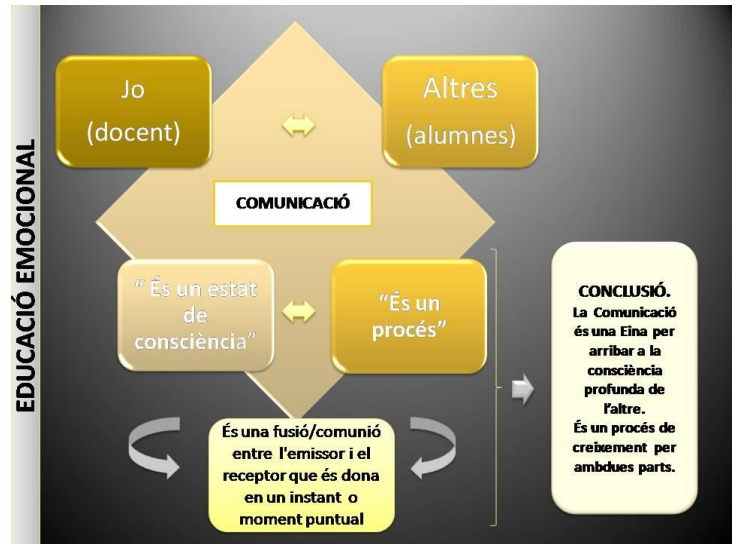 EDUCACIÓ EMOCIONAL
Jo
(docent)
Altres
(alumnes)
COMUNICACIÓ
“ És un estat
de
consciència”
“És un
procés”
És una fusió/comunió
entre l'emissor i el
receptor que és dona
en un instant o
moment puntual
CONCLUSIÓ.
La Comunicació
és una Eina per
arribar a la
consciència
profunda de
l’altre.
És un procés de
creixement per
ambdues parts.